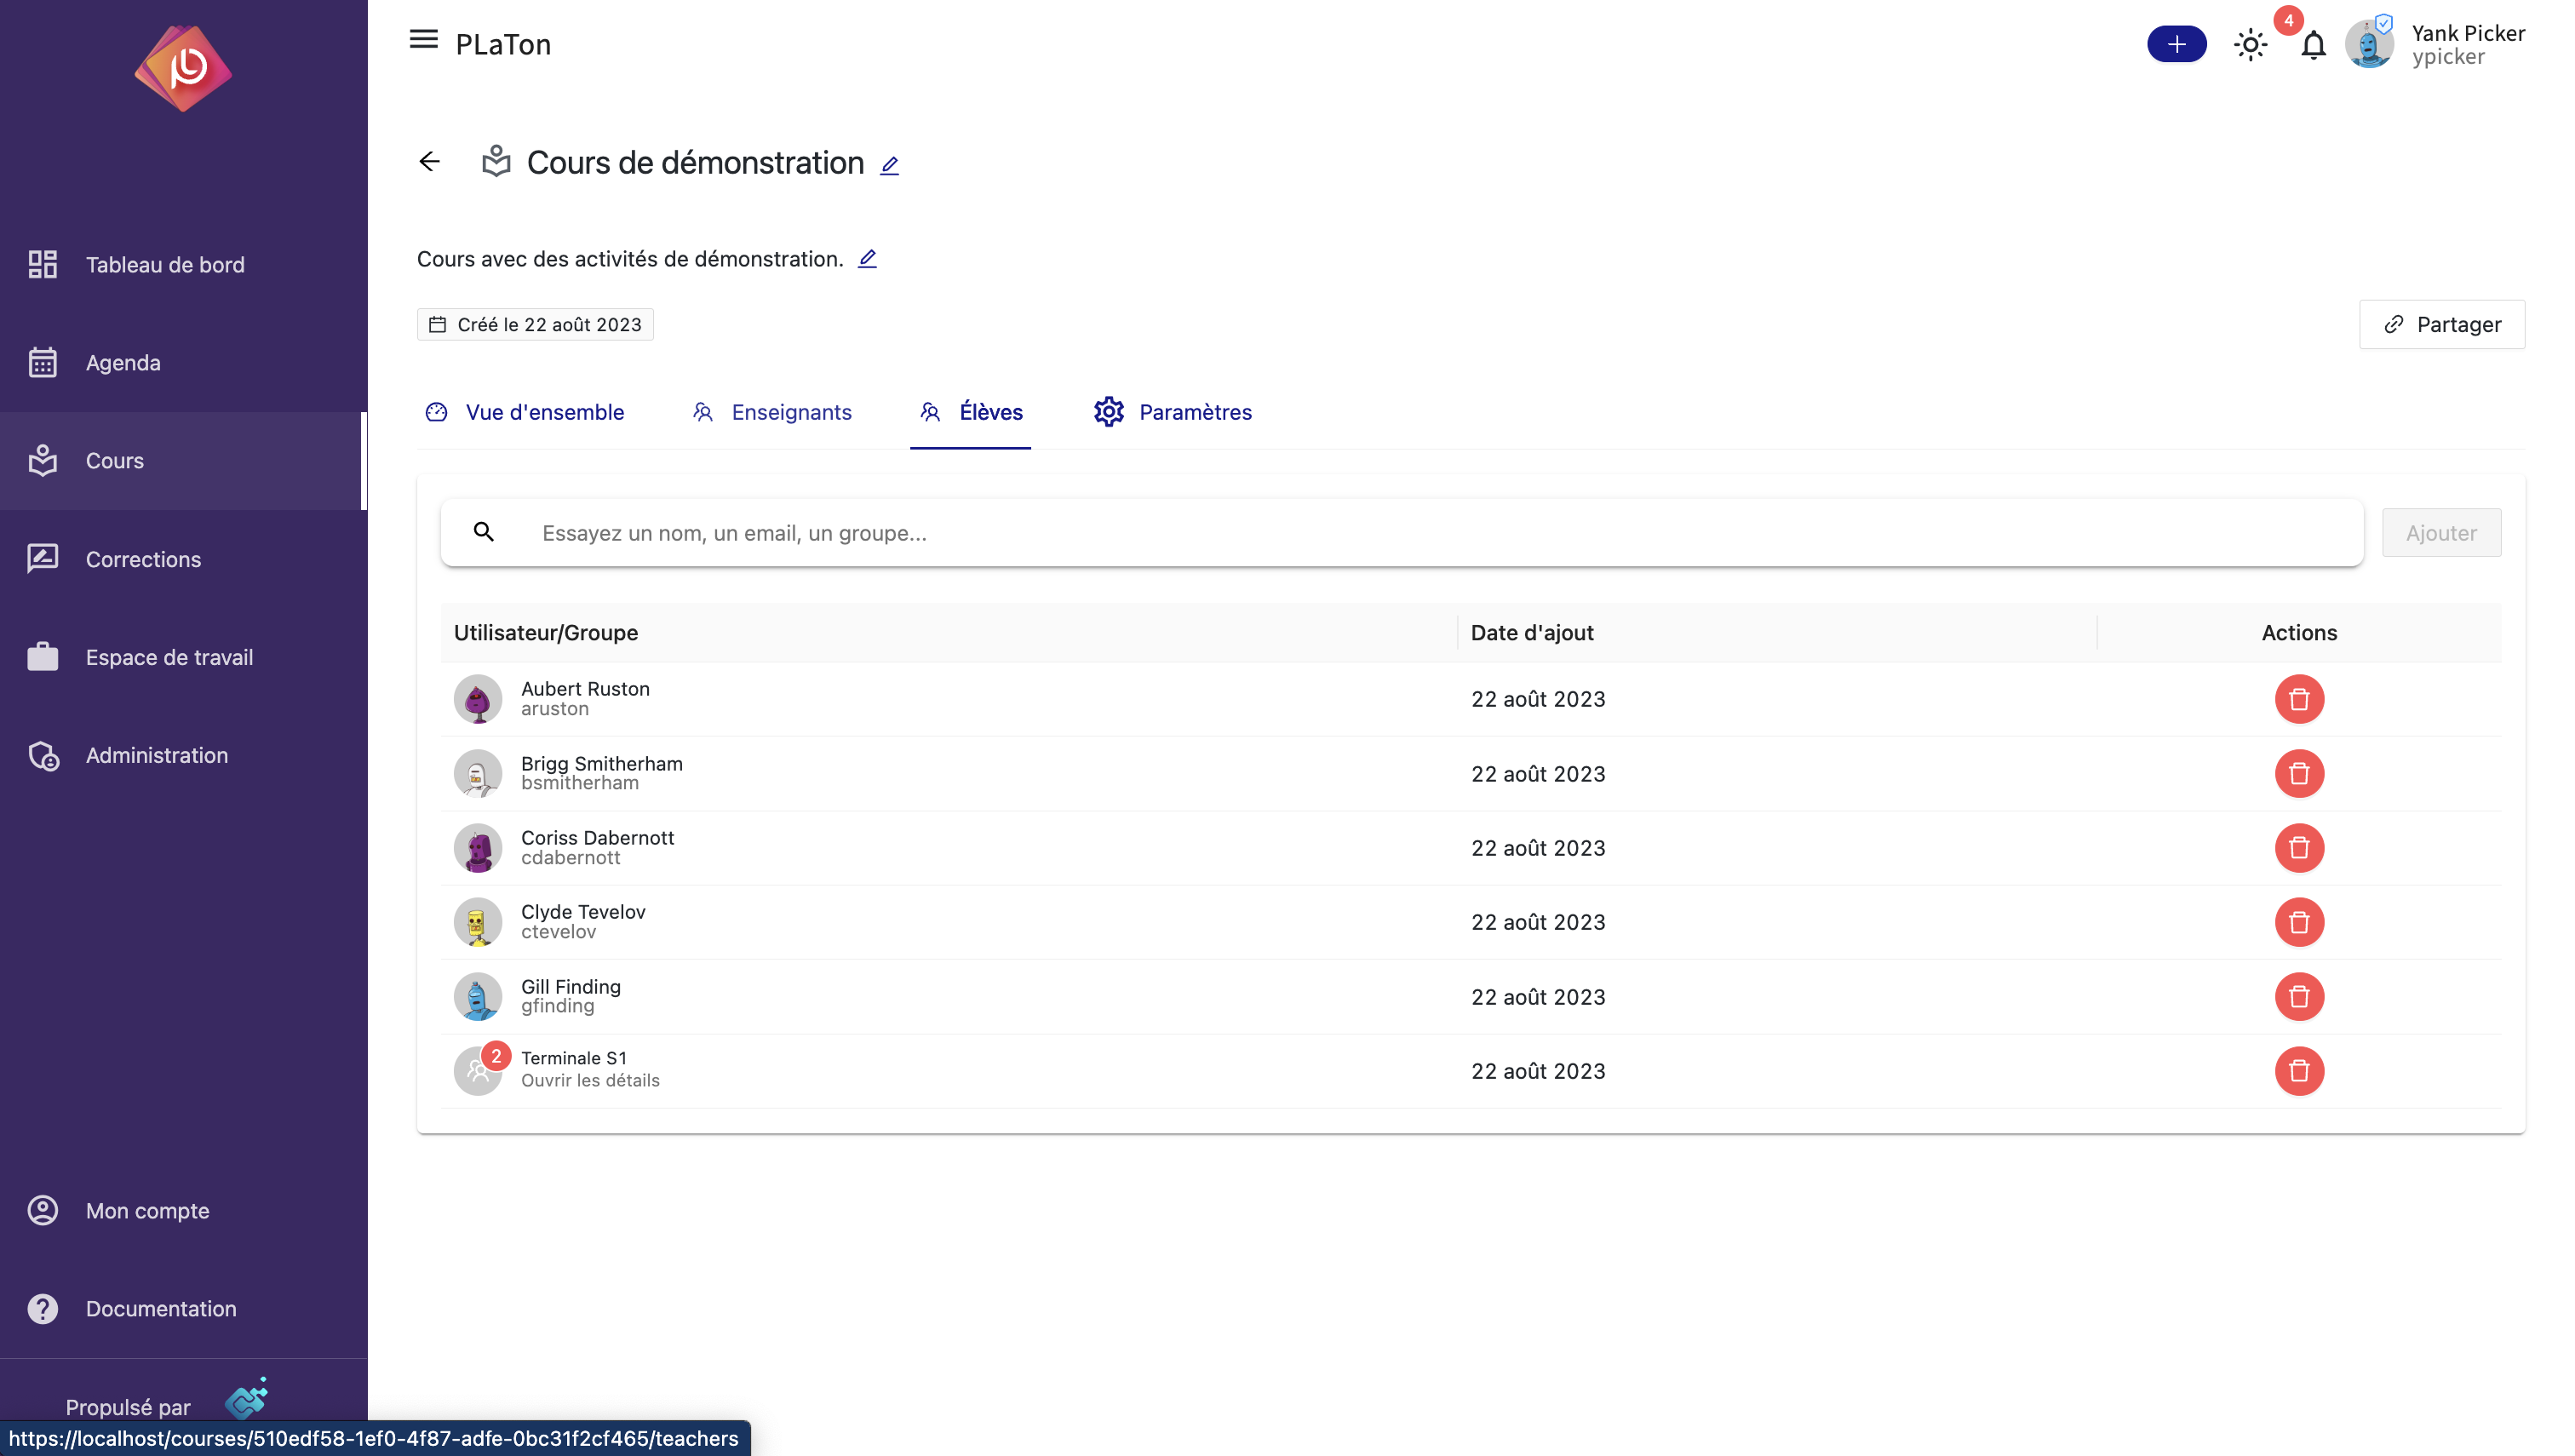 PLaTon
4
Yank Picker
ypicker
Tableau de bord
Agenda
Cours
Corrections
Espace de travail
Administration
Mon compte
Documentation
Propulsé par
Cours de démonstration
Cours avec des activités de démonstration.
Créé le 22 août 2023
Partager
Vue d'ensemble
Enseignants
Élèves
Paramètres
Essayez un nom, un email, un groupe...
Ajouter
Utilisateur/Groupe
Date d'ajout
Actions
Aubert Ruston
aruston
22 août 2023
Brigg Smitherham
bsmitherham
22 août 2023
Coriss Dabernott
cdabernott
22 août 2023
Clyde Tevelov
ctevelov
22 août 2023
Gill Finding
gfinding
22 août 2023
2
Terminale S1
Ouvrir les détails
22 août 2023
https://localhost/courses/510edf58-1ef0-4f87-adfe-0bc31f2cf465/teachers